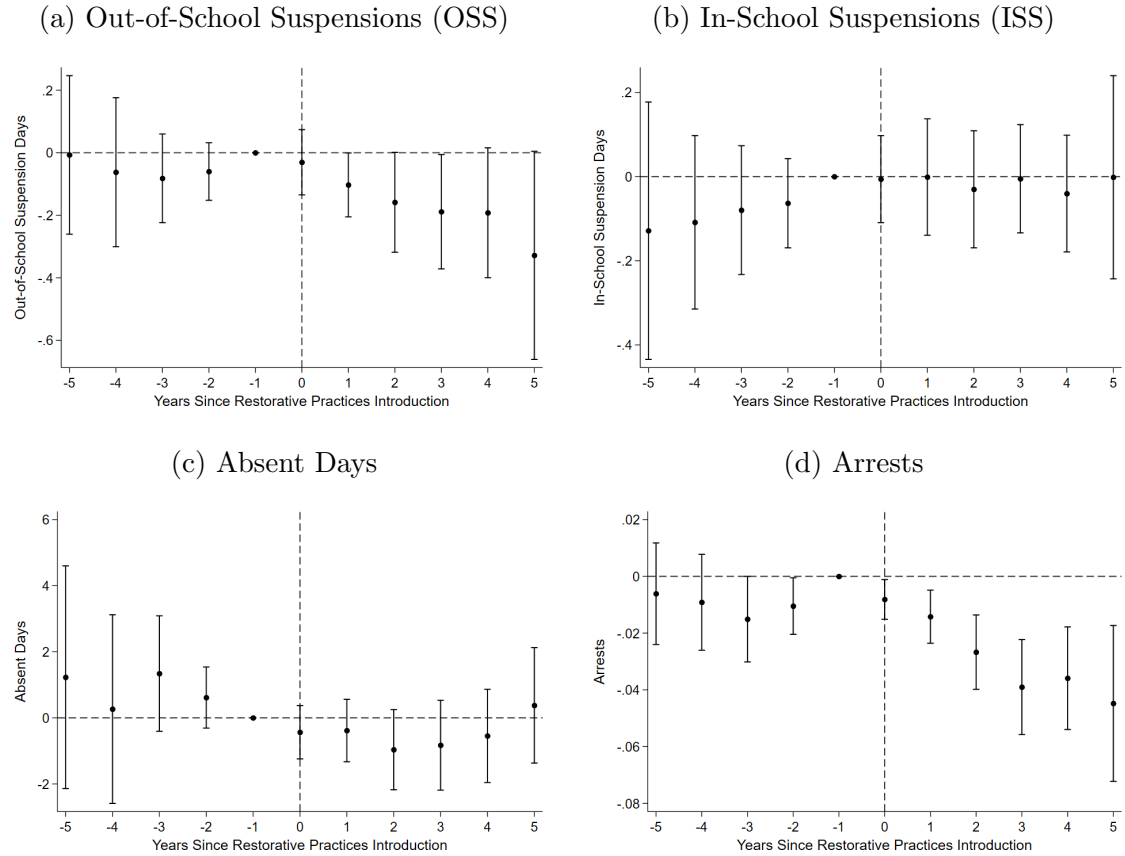 (a) Out-of-School Suspensions (OSS)
Out-of-School Suspension Days
.2
0
-.2
-.4
-.6
-5 -4 -3 -2 -1 0 1 2 3 4 5
Years Since Restorative Practices Introduction
(b) In-School Suspensions (ISS)
In-School Suspension Days
.2
0
-.2
-.4
-5 -4 -3 -2 -1 0 1 2 3 4 5
Years Since Restorative Practices Introduction
(c) Absent Days
Absent Days
6
4
2
0
-2
-5 -4 -3 -2 -1 0 1 2 3 4 5
Years Since Restorative Practices Introduction
(d) Arrests
Arrests
.02
0
-.02
-.04
-.06
-.08
-5 -4 -3 -2 -1 0 1 2 3 4 5
Years Since Restorative Practices Introduction